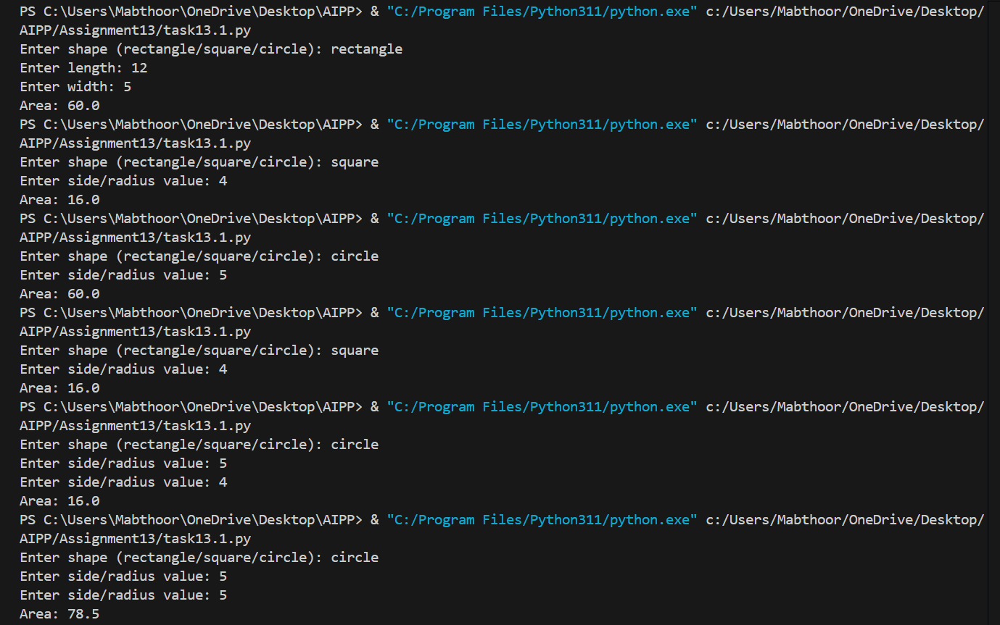 PS C:\Users\Mabthoor\OneDrive\Desktop\AIPP> & "C:/Program Files/Python311/python.exe" c:/Users/Mabthoor/OneDrive/Desktop/
AIPP/Assignment13/task13.1.py
Enter shape (rectangle/square/circle): rectangle
Enter length: 12
Enter width: 5
Area: 60.0
PS C:\Users\Mabthoor\OneDrive\Desktop\AIPP> & "C:/Program Files/Python311/python.exe" c:/Users/Mabthoor/OneDrive/Desktop/
AIPP/Assignment13/task13.1.py
Enter shape (rectangle/square/circle): square
Enter side/radius value: 4
Area: 16.0
PS C:\Users\Mabthoor\OneDrive\Desktop\AIPP> & "C:/Program Files/Python311/python.exe" c:/Users/Mabthoor/OneDrive/Desktop/
AIPP/Assignment13/task13.1.py
Enter shape (rectangle/square/circle): circle
Enter side/radius value: 5
Area: 60.0
PS C:\Users\Mabthoor\OneDrive\Desktop\AIPP> & "C:/Program Files/Python311/python.exe" c:/Users/Mabthoor/OneDrive/Desktop/
AIPP/Assignment13/task13.1.py
Enter shape (rectangle/square/circle): square
Enter side/radius value: 4
Area: 16.0
PS C:\Users\Mabthoor\OneDrive\Desktop\AIPP> & "C:/Program Files/Python311/python.exe" c:/Users/Mabthoor/OneDrive/Desktop/
AIPP/Assignment13/task13.1.py
Enter shape (rectangle/square/circle): circle
Enter side/radius value: 5
Enter side/radius value: 4
Area: 16.0
PS C:\Users\Mabthoor\OneDrive\Desktop\AIPP> & "C:/Program Files/Python311/python.exe" c:/Users/Mabthoor/OneDrive/Desktop/
AIPP/Assignment13/task13.1.py
Enter shape (rectangle/square/circle): circle
Enter side/radius value: 5
Enter side/radius value: 5
Area: 78.5